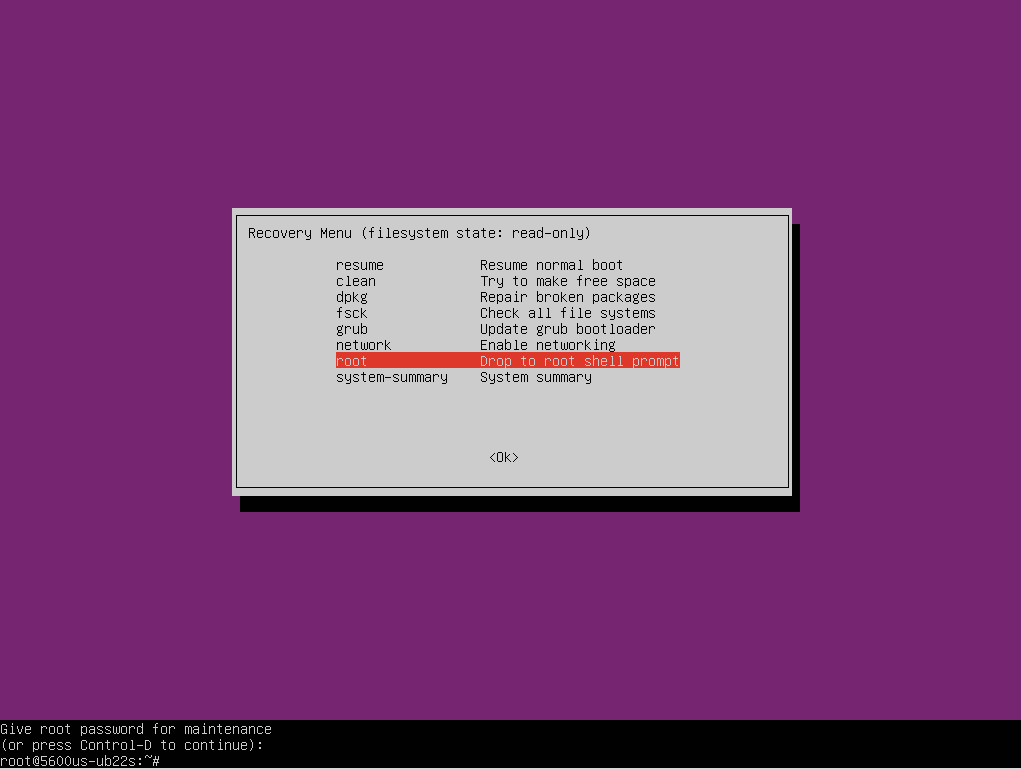 Recovery Menu (filesystem state: read-only)
resume Resume normal boot
clean Try to make free space
dpkg Repair broken packages
fsck Check all file systems
grub Update grub bootloader
network Enable networking
root Drop to root shell prompt
system-summary System summary
<Ok>
Give root password for maintenance
(or press Control-D to continue):
root@5600us-ub22s:~#